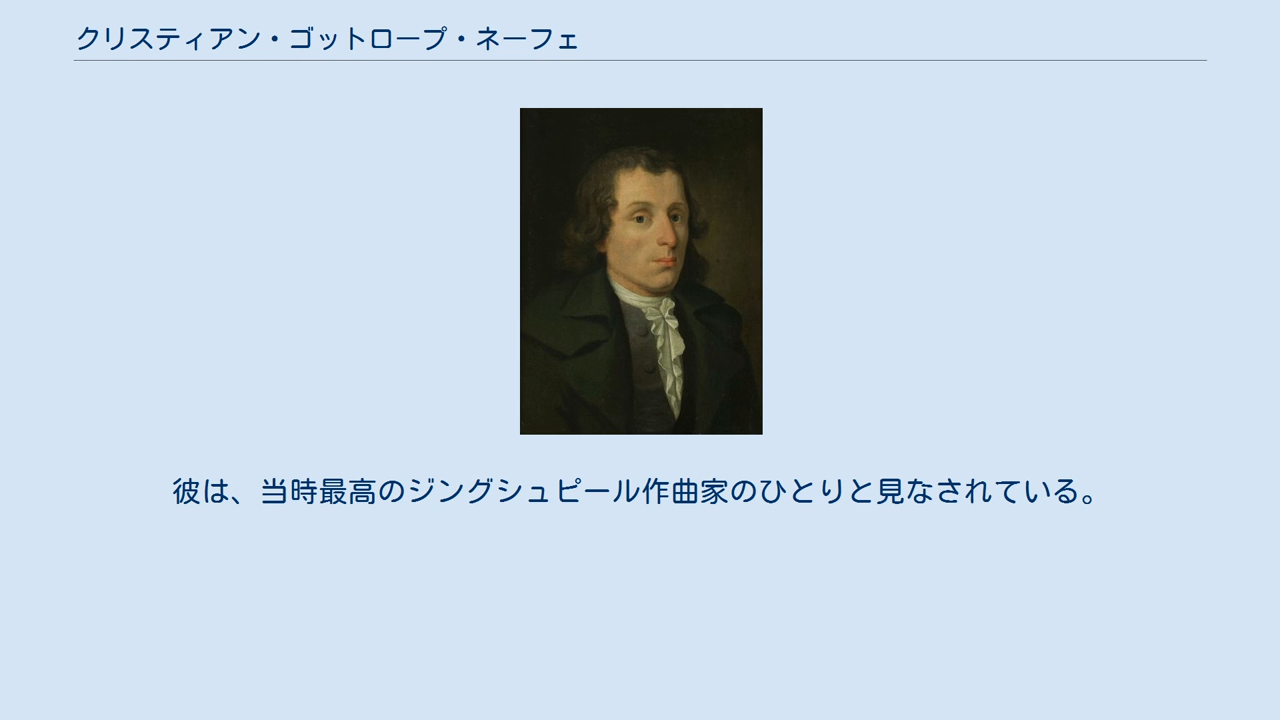 クリスティアン・ゴットロープ・ネーフェ
彼は、当時最高のジングシュピール作曲家のひとりと見なされている。